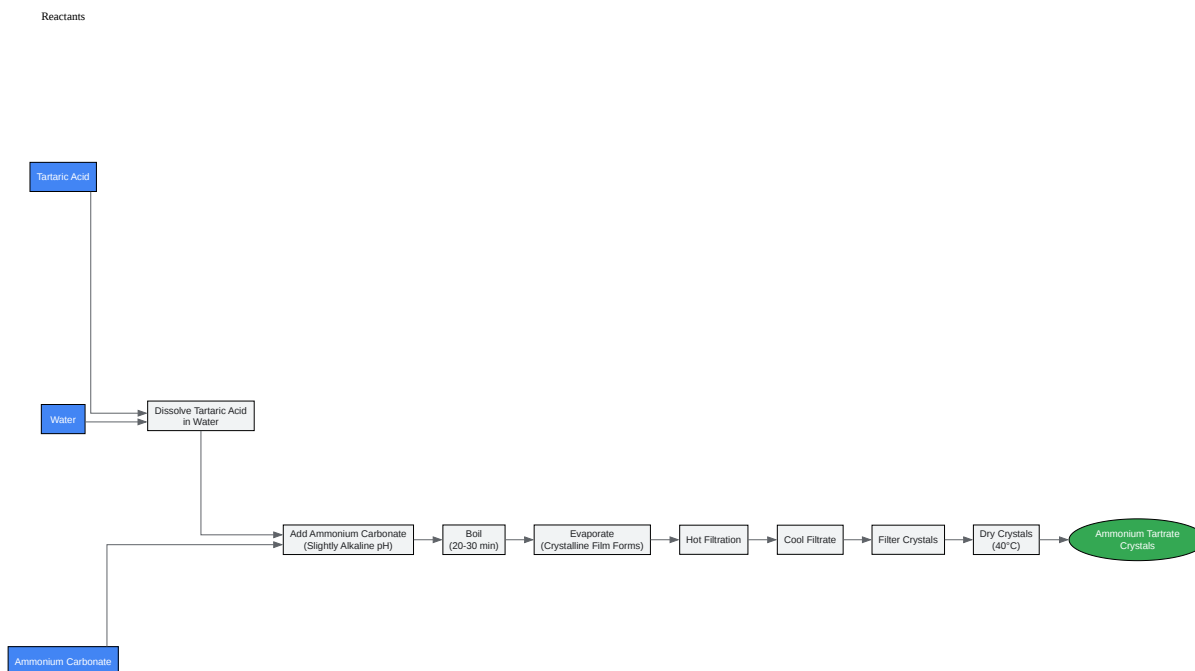 Reactants
Tartaric Acid
Water
Dissolve Tartaric Acid
in Water
Add Ammonium Carbonate
(Slightly Alkaline pH)
Boil
(20-30 min)
Evaporate
(Crystalline Film Forms)
Hot Filtration
Cool Filtrate
Filter Crystals
Dry Crystals
(40°C)
Ammonium Tartrate
Crystals
Ammonium Carbonate